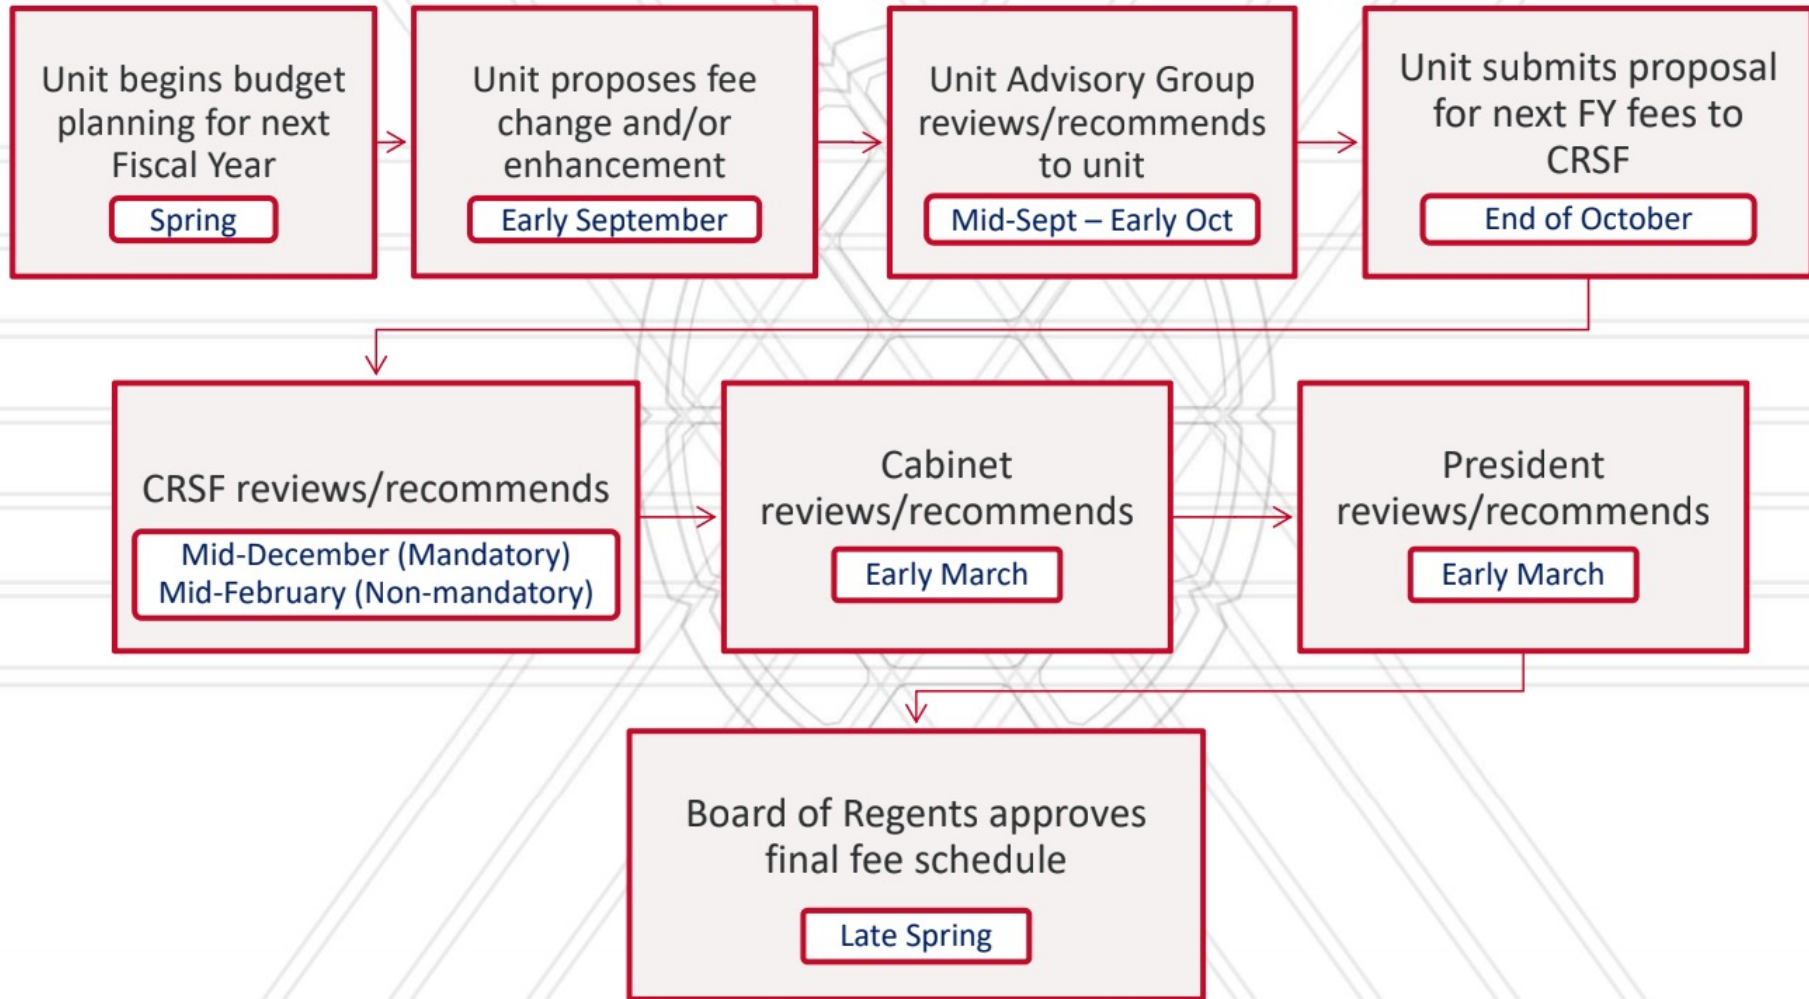 Unit begins budget
planning for next
Fiscal Year
Spring
Unit proposes fee
change and/or
enhancement
Early September
Unit Advisory Group
reviews/recommends
to unit
Mid-Sept – Early Oct
Unit submits proposal
for next FY fees to
CRSF
End of October
CRSF reviews/recommends
Mid-December (Mandatory)
Mid-February (Non-mandatory)
Cabinet
reviews/recommends
Early March
President
reviews/recommends
Early March
Board of Regents approves
final fee schedule
Late Spring